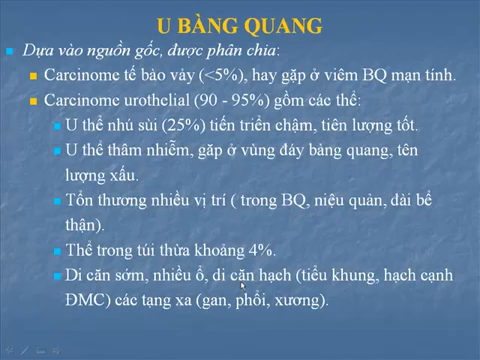 U BÀNG QUANG
Dựa vào nguồn gốc, được phân chia:
Carcinome tế bào vảy (<5%), hay gặp ở viêm BQ mạn tính.
Carcinome urothelial (90 - 95%) gồm các thể:
U thể nhú sùi (25%) tiến triển chậm, tiên lượng tốt.
U thể thâm nhiễm, gặp ở vùng đáy bàng quang, tên
lượng xấu.
Tổn thương nhiều vị trí ( trong BQ, niệu quản, dài bể
thận).
Thể trong túi thừa khoảng 4%.
Di căn sớm, nhiều ổ, di căn hạch (tiểu khung, hạch cạnh
ĐMC) các tạng xa (gan, phổi, xương).